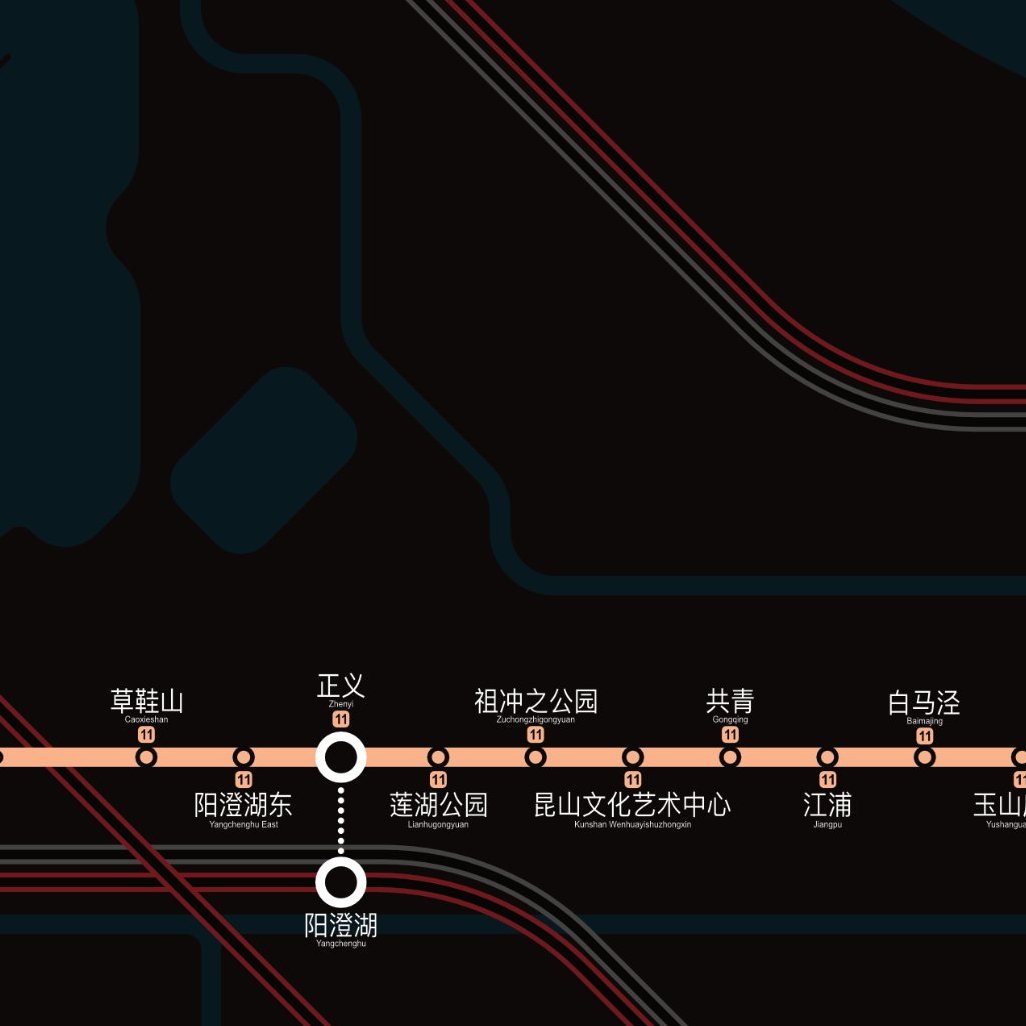 草鞋山
Caoxieshan
11
11
阳澄湖东
Yangchenghu East
正义
Zhenyi
11
11
莲湖公园
Lianhugongyuan
祖冲之公园
Zuchongzhigongyuan
11
11
昆山文化艺术中心
Kunshan Wenhuayishuzhongxin
共青
Gongqing
11
11
江浦
Jiangpu
白马泾
Baimajing
11
11
玉山
Yushangua
阳澄湖
Yangchenghu